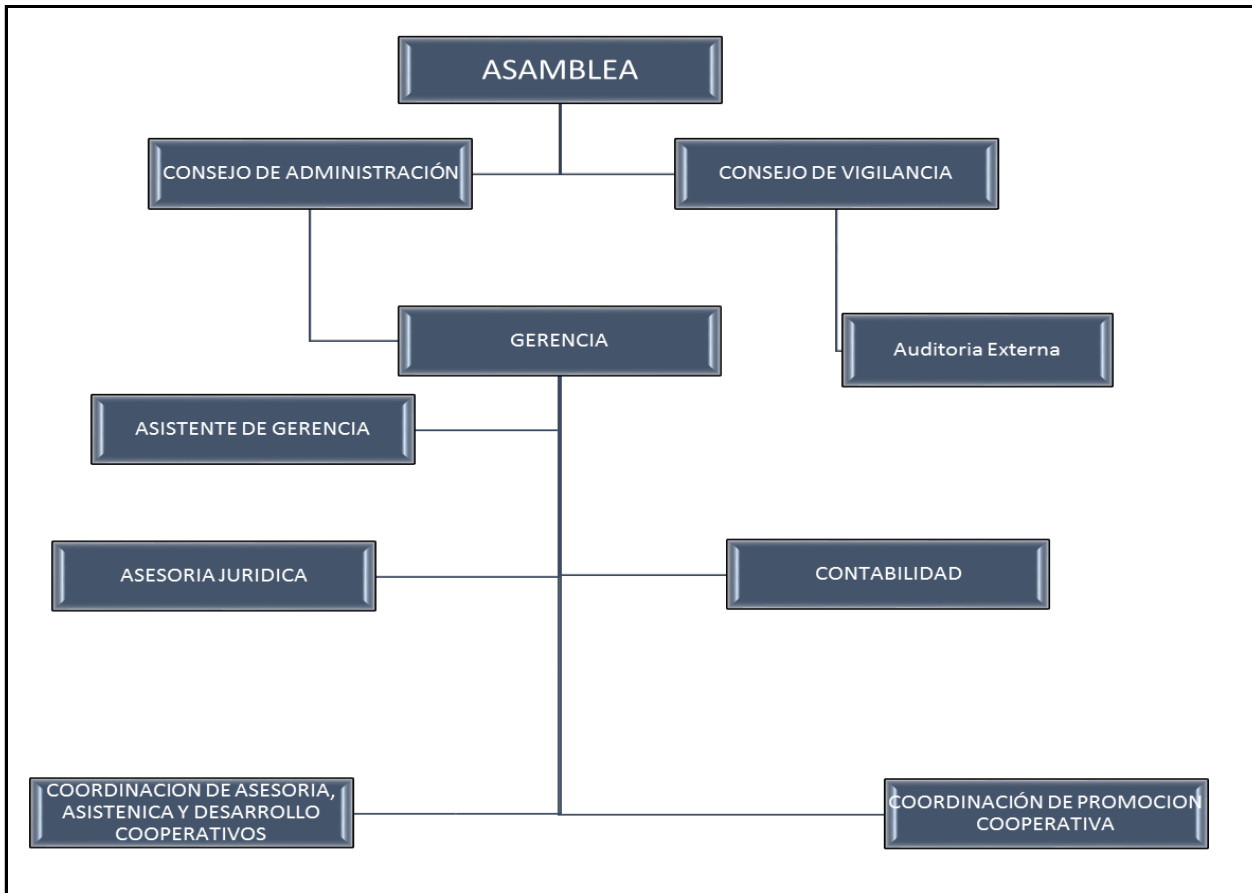 ASAMBLEA
CONSEJO DE ADMINISTRACIÓN
CONSEJO DE VIGILANCIA
GERENCIA
Auditoria Externa
ASISTENTE DE GERENCIA
ASESORIA JURIDICA
CONTABILIDAD
COORDINACION DE ASESORIA,
ASISTENICA Y DESARROLLO
COOPERATIVOS
COORDINACIÓN DE PROMOCION
COOPERATIVA